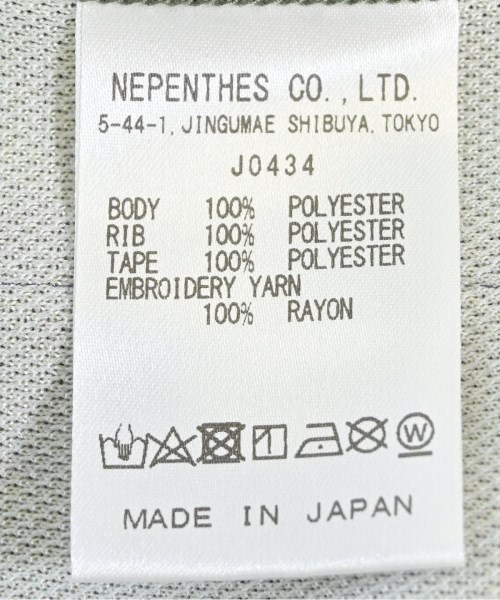 NEPENTHES CO.,LTD.
5-44-1, JINGUMAE SHIBUYA, TOKYO
J0434
BODY 100% POLYESTER
RIB 100% POLYESTER
TAPE 100% POLYESTER
EMBROIDERY YARN
100% RAYON
W
MADE IN JAPAN